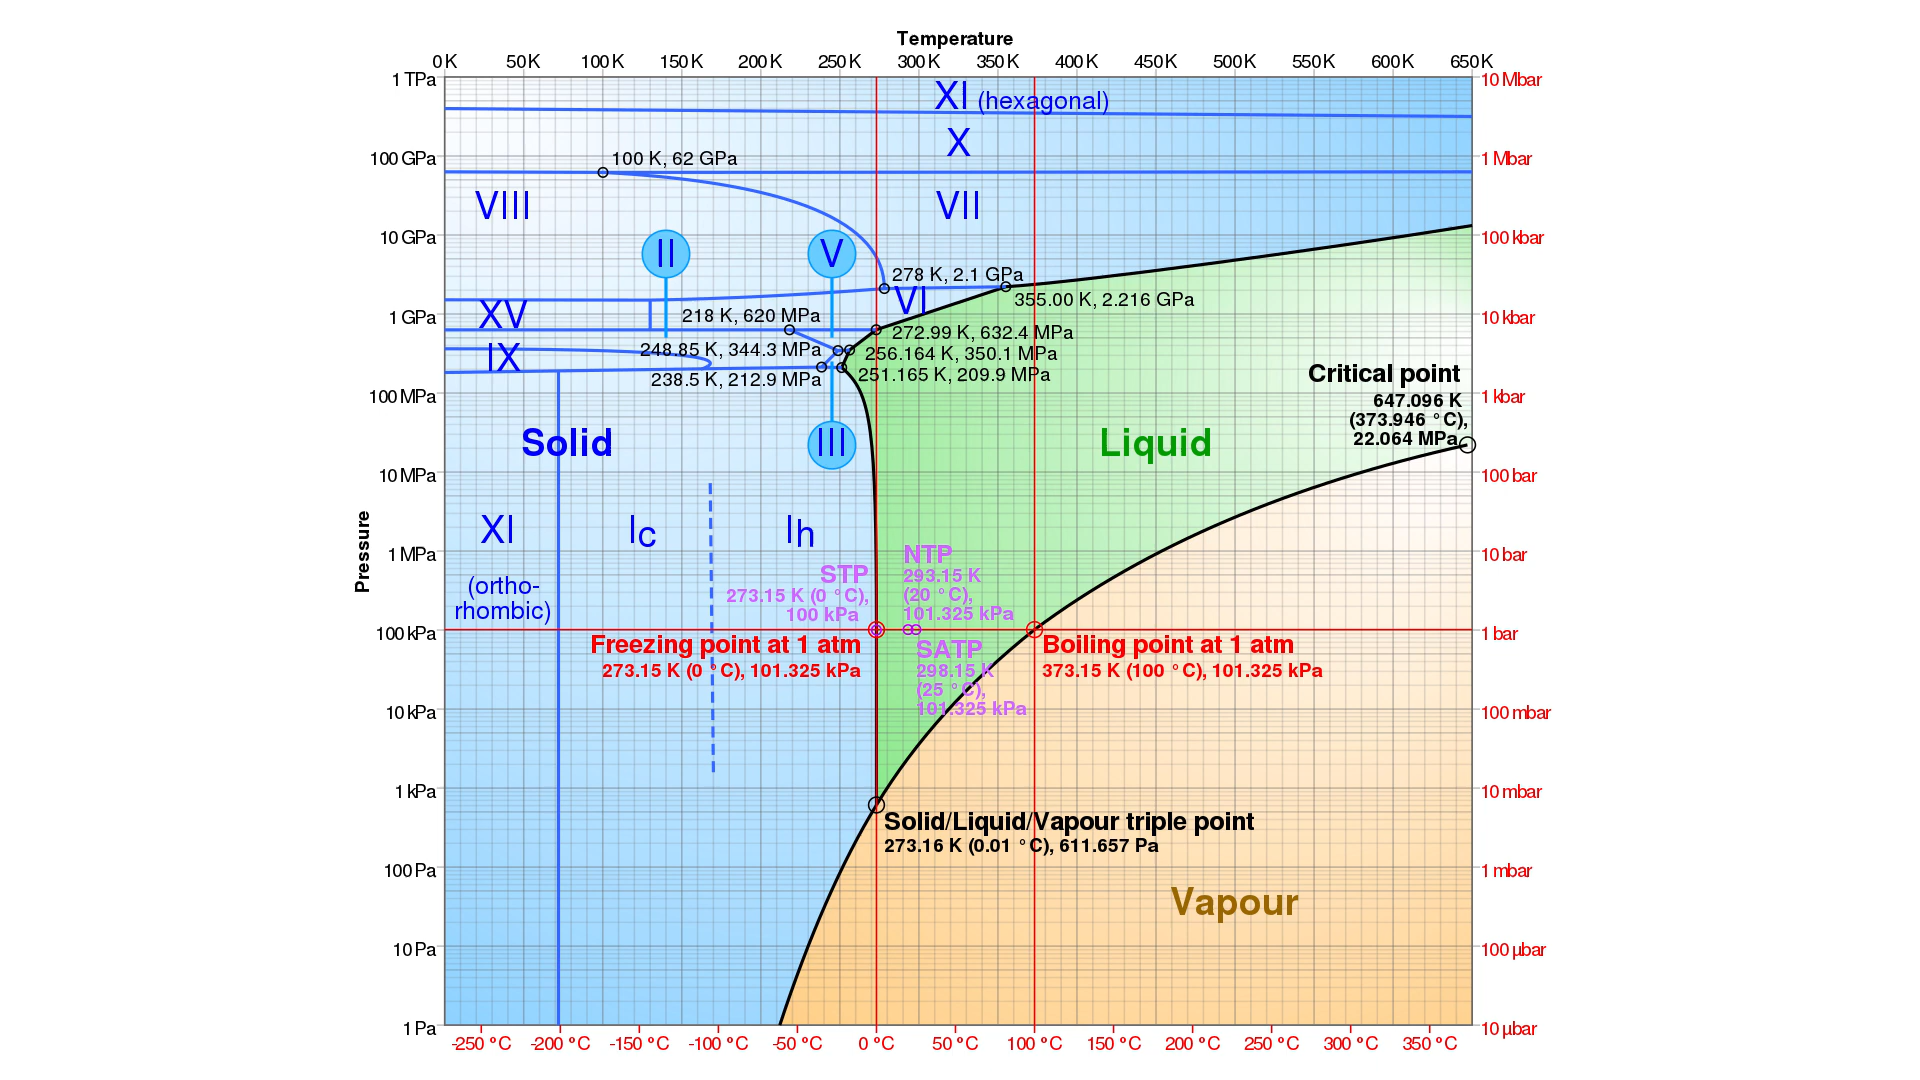 Temperature
0 K 50 K 100 K 150 K 200 K 250 K 300 K 350 K 400 K 450 K 500 K 550 K 600 K 650 K
1 TPa
10 Mbar
XI (hexagonal)
X
100 GPa
100 K, 62 GPa
1 Mbar
VIII
VII
10 GPa
II
V
100 kbar
278 K, 2.1 GPa
VI
355.00 K, 2.216 GPa
1 GPa
XV
218 K, 620 MPa
10 kbar
272.99 K, 632.4 MPa
IX
248.85 K, 344.3 MPa
256.164 K, 350.1 MPa
238.5 K, 212.9 MPa
251.165 K, 209.9 MPa
100 MPa
1 kbar
Critical point
647.096 K
(373.946 °C),
22.064 MPa
Solid
III
Liquid
10 MPa
100 bar
XI
Ic
Ih
Pressure
1 MPa
10 bar
NTP
293.15 K
(20 °C),
101.325 kPa
STP
273.15 K (0 °C),
100 kPa
(ortho-
rhombic)
100 kPa
1 bar
Freezing point at 1 atm
273.15 K (0 °C), 101.325 kPa
SATP
298.15 K
(25 °C),
101.325 kPa
Boiling point at 1 atm
373.15 K (100 °C), 101.325 kPa
10 kPa
100 mbar
1 kPa
10 mbar
Solid/Liquid/Vapour triple point
273.16 K (0.01 °C), 611.657 Pa
100 Pa
1 mbar
Vapour
10 Pa
100 µbar
1 Pa
10 µbar
-250 °C -200 °C -150 °C -100 °C -50 °C 0 °C 50 °C 100 °C 150 °C 200 °C 250 °C 300 °C 350 °C